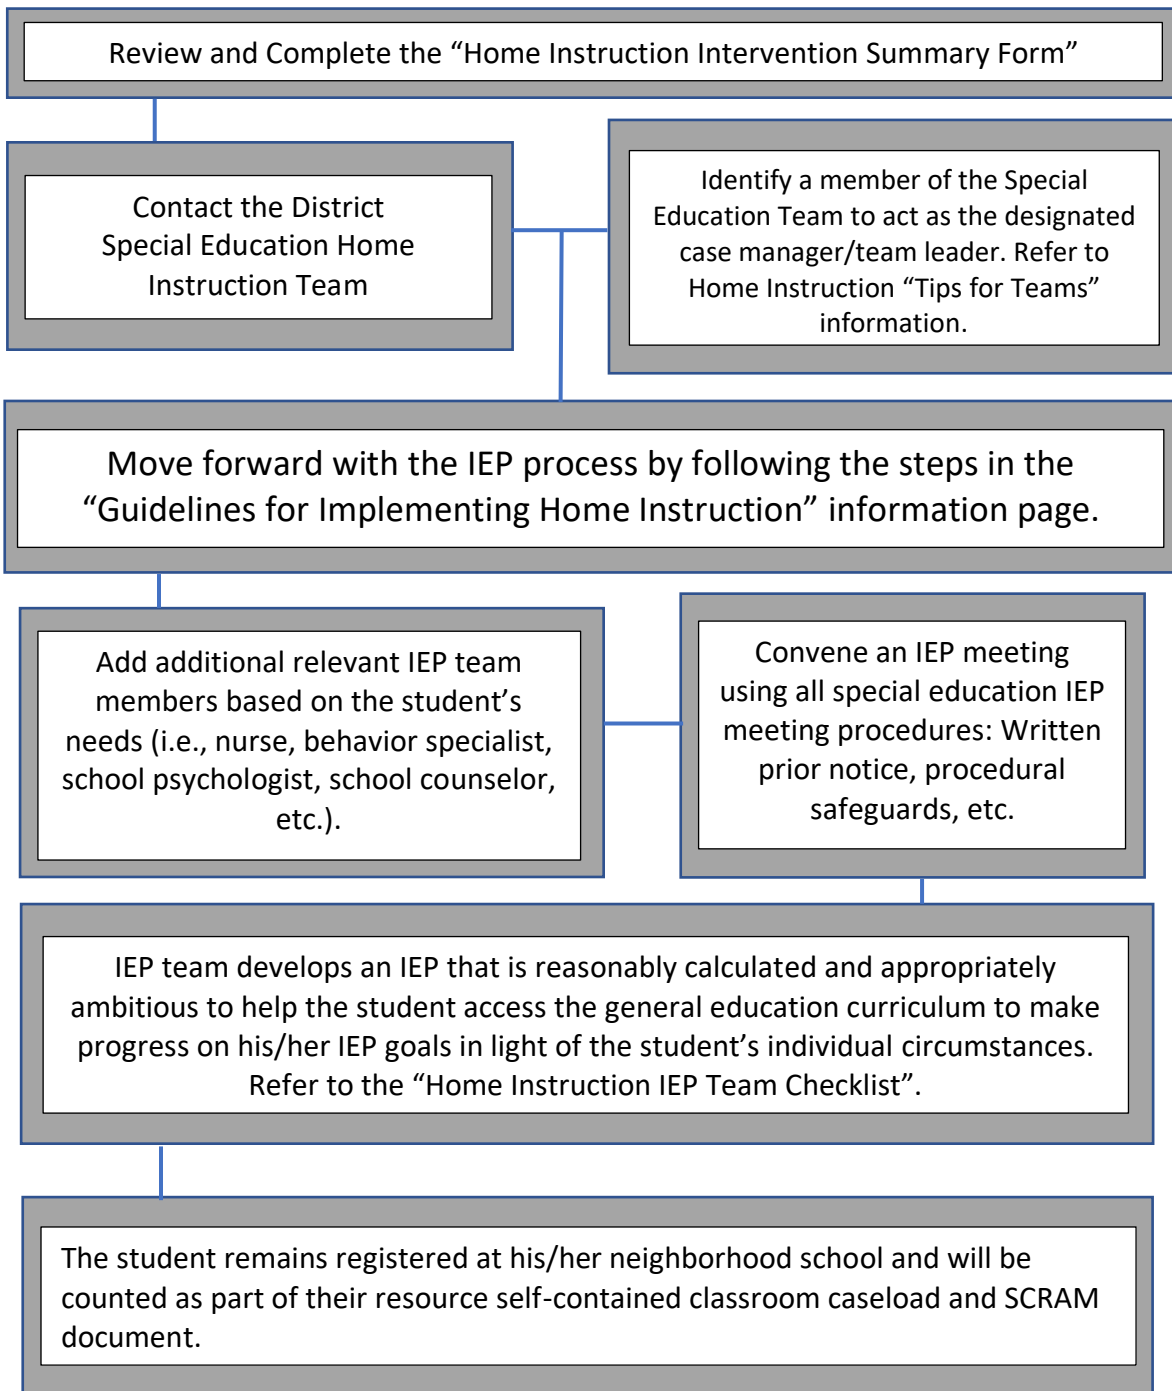 Review and Complete the “Home Instruction Intervention Summary Form”
Contact the District
Special Education Home
Instruction Team
Identify a member of the Special
Education Team to act as the designated
case manager/team leader. Refer to
Home Instruction “Tips for Teams”
information.
Move forward with the IEP process by following the steps in the
“Guidelines for Implementing Home Instruction” information page.
Add additional relevant IEP team
members based on the student’s
needs (i.e., nurse, behavior specialist,
school psychologist, school counselor,
etc.).
Convene an IEP meeting
using all special education IEP
meeting procedures: Written
prior notice, procedural
safeguards, etc.
IEP team develops an IEP that is reasonably calculated and appropriately
ambitious to help the student access the general education curriculum to make
progress on his/her IEP goals in light of the student’s individual circumstances.
Refer to the “Home Instruction IEP Team Checklist”.
The student remains registered at his/her neighborhood school and will be
counted as part of their resource self-contained classroom caseload and SCRAM
document.